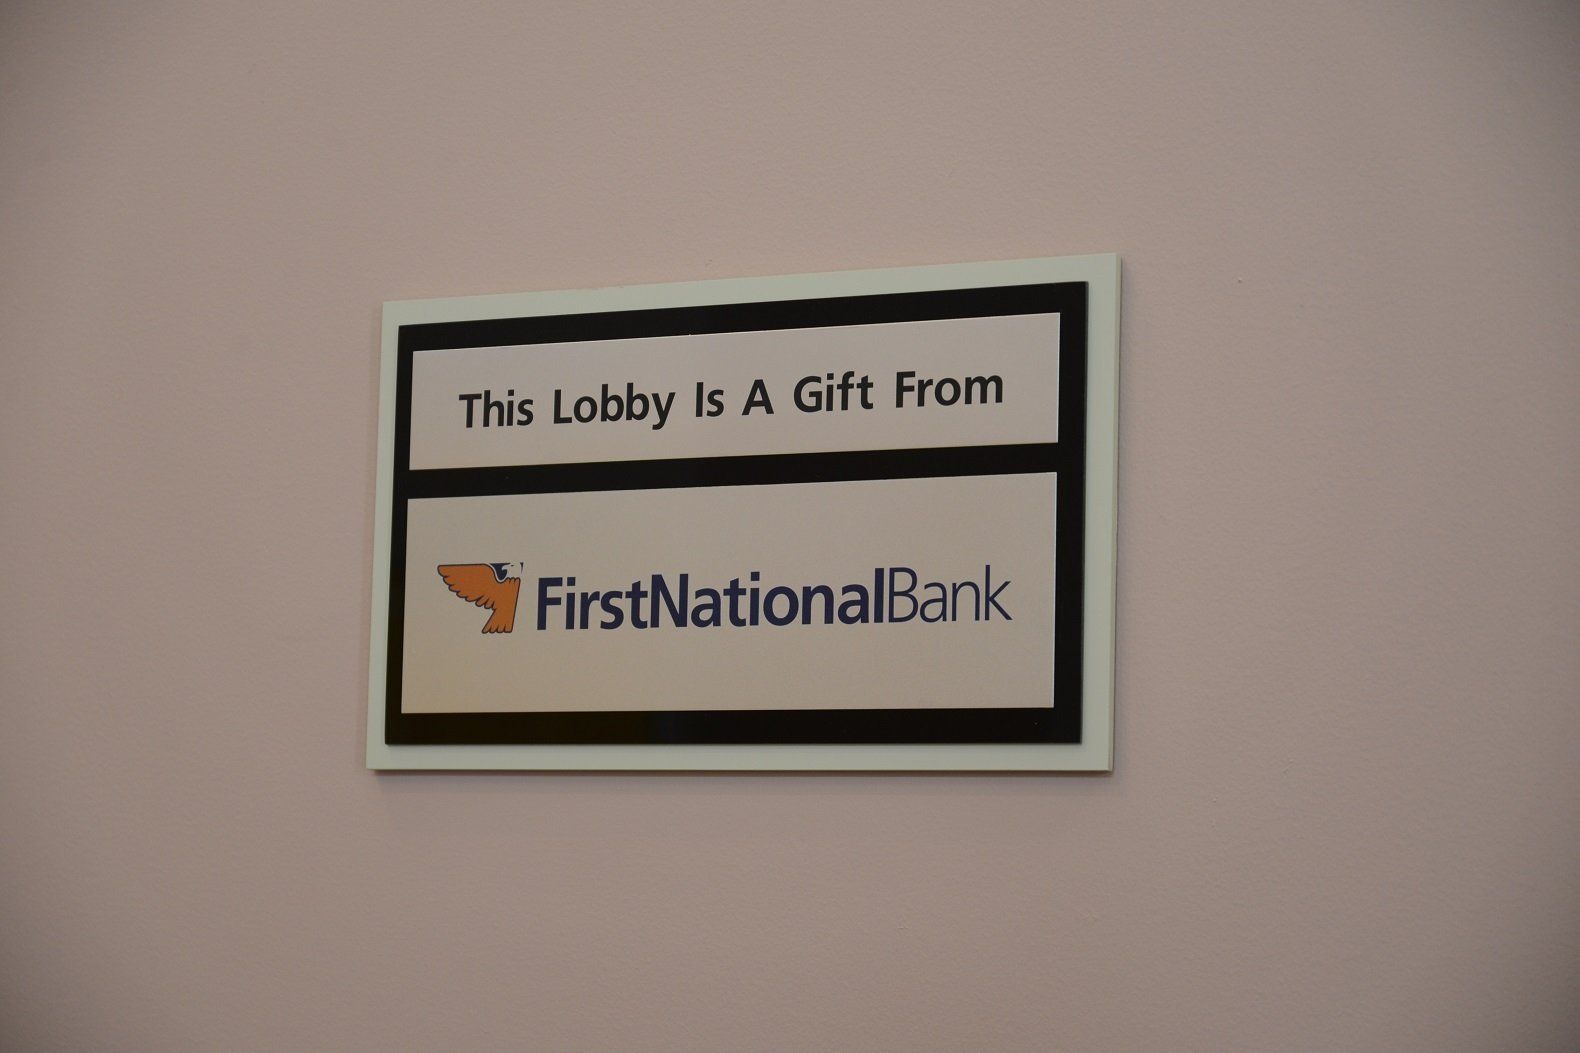 This Lobby Is A Gift From
FirstNationalBank